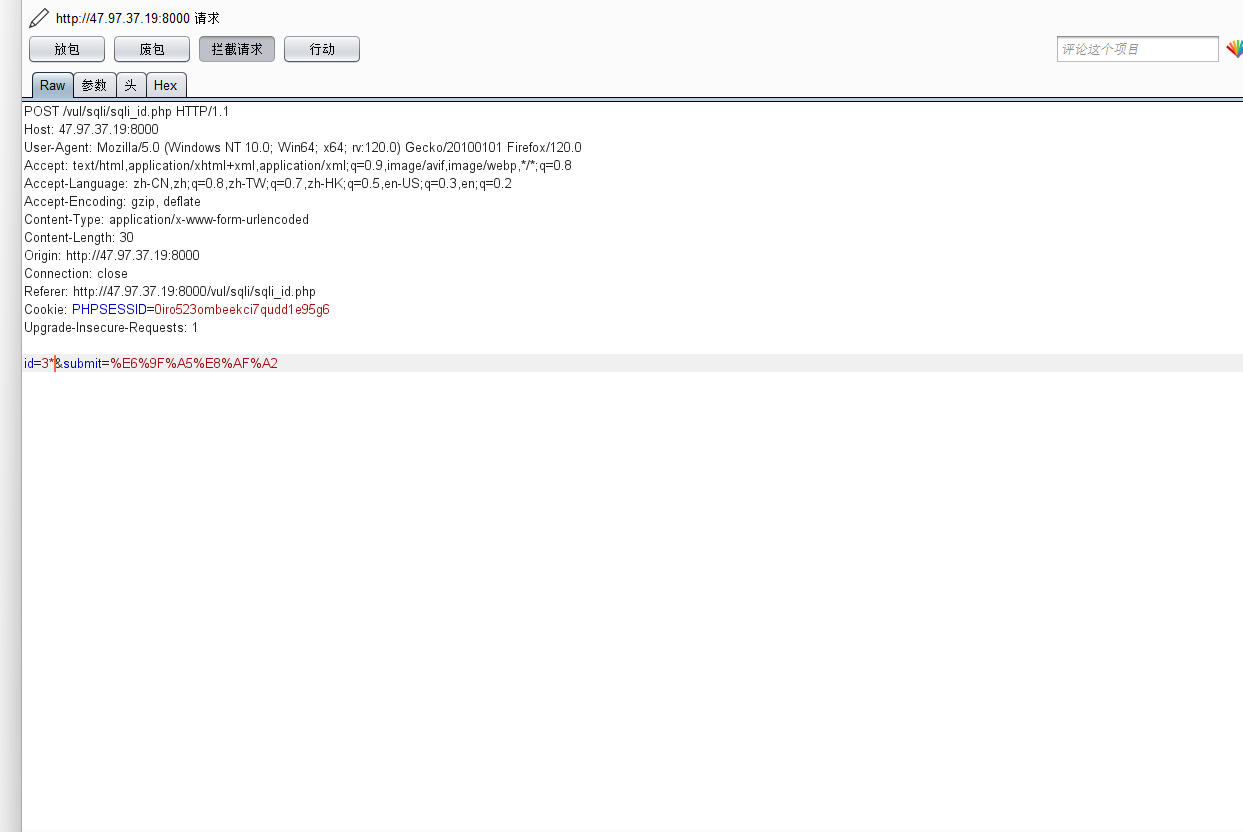 http://47.97.37.19:8000 请求
放包 废包 拦截请求 行动 评论这个项目
Raw 参数 头 Hex
POST /vul/sqli/sqli_id.php HTTP/1.1
Host: 47.97.37.19:8000
User-Agent: Mozilla/5.0 (Windows NT 10.0; Win64; x64; rv:120.0) Gecko/20100101 Firefox/120.0
Accept: text/html,application/xhtml+xml,application/xml;q=0.9,image/avif,image/webp,*/*;q=0.8
Accept-Language: zh-CN,zh;q=0.8,zh-TW;q=0.7,zh-HK;q=0.5,en-US;q=0.3,en;q=0.2
Accept-Encoding: gzip, deflate
Content-Type: application/x-www-form-urlencoded
Content-Length: 30
Origin: http://47.97.37.19:8000
Connection: close
Referer: http://47.97.37.19:8000/vul/sqli/sqli_id.php
Cookie: PHPSESSID=0iro523ombeekci7qudd1e95g6
Upgrade-Insecure-Requests: 1
id=3*&submit=%E6%9F%A5%E8%AF%A2